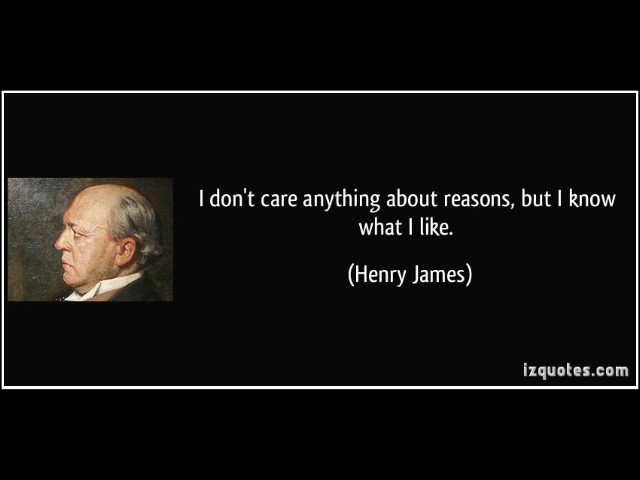 I don't care anything about reasons, but I know
what I like.
(Henry James)
izquotes.com